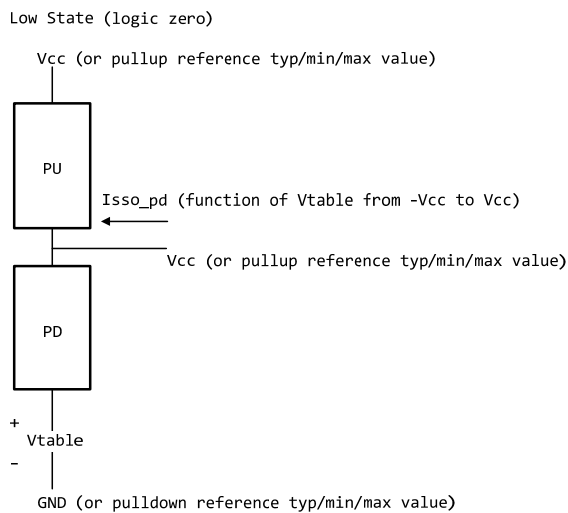 Low State (logic zero)
Vcc (or pullup reference typ/min/max value)
PU
Isso_pd (function of Vtable from -Vcc to Vcc)
Vcc (or pullup reference typ/min/max value)
PD
+
Vtable
-
GND (or pulldown reference typ/min/max value)